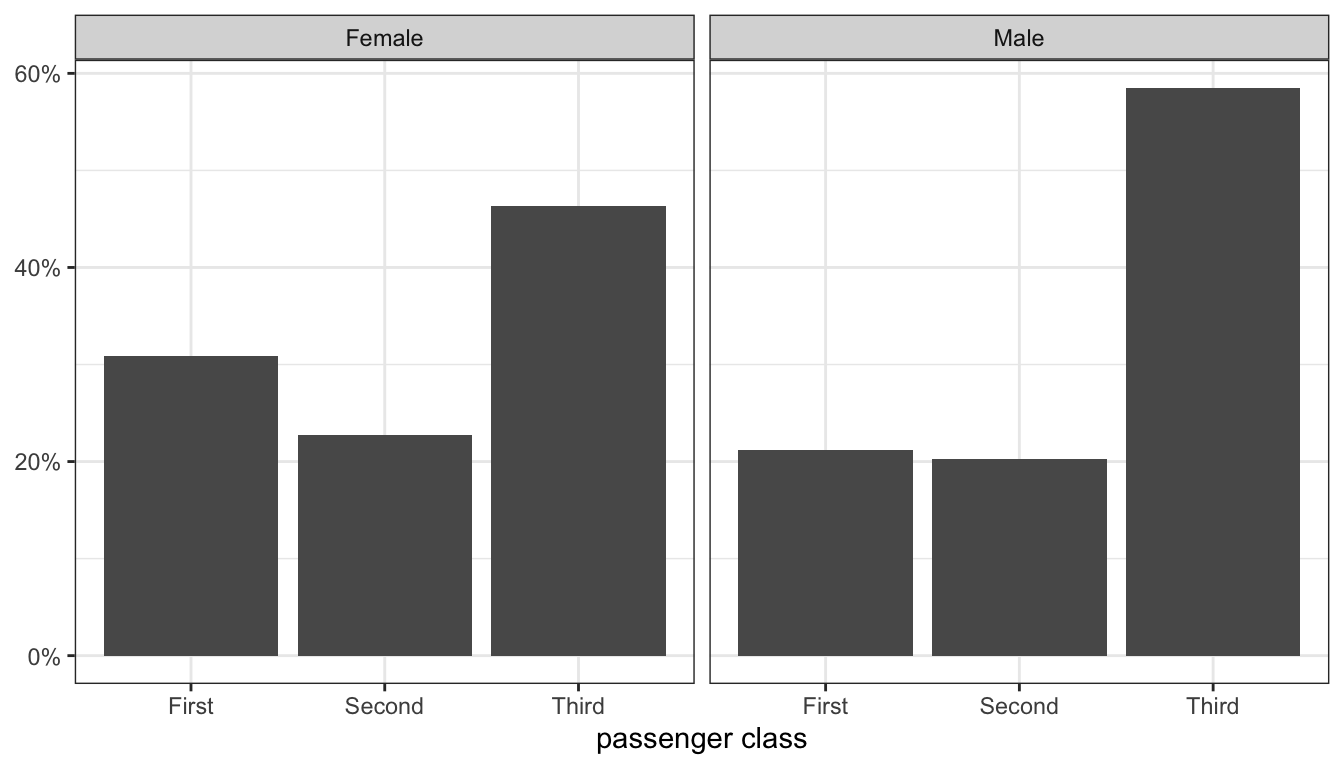 Female
Male
60%
40%
20%
0%
First
Second
Third
First
Second
Third
passenger class